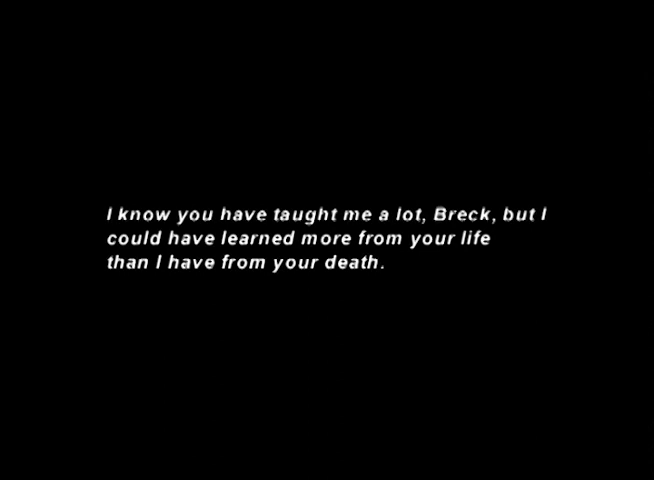 I know you have taught me a lot, Breck, but I
could have learned more from your life
than I have from your death.